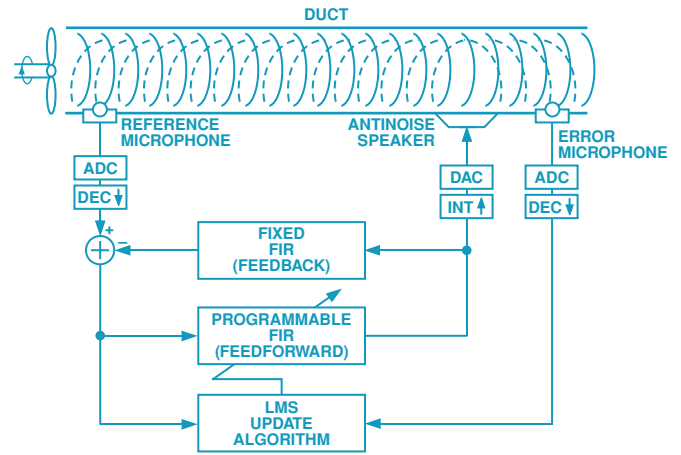 DUCT
REFERENCE
MICROPHONE
ANTINOISE
SPEAKER
ERROR
MICROPHONE
ADC
DEC↓
DAC
INT↑
ADC
DEC↓
+
−
FIXED
FIR
(FEEDBACK)
PROGRAMMABLE
FIR
(FEEDFORWARD)
LMS
UPDATE
ALGORITHM